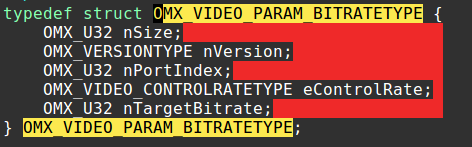 typedef struct OMX_VIDEO_PARAM_BITRATETYPE {
    OMX_U32 nSize;
    OMX_VERSIONTYPE nVersion;
    OMX_U32 nPortIndex;
    OMX_VIDEO_CONTROLRATETYPE eControlRate;
    OMX_U32 nTargetBitrate;
} OMX_VIDEO_PARAM_BITRATETYPE;